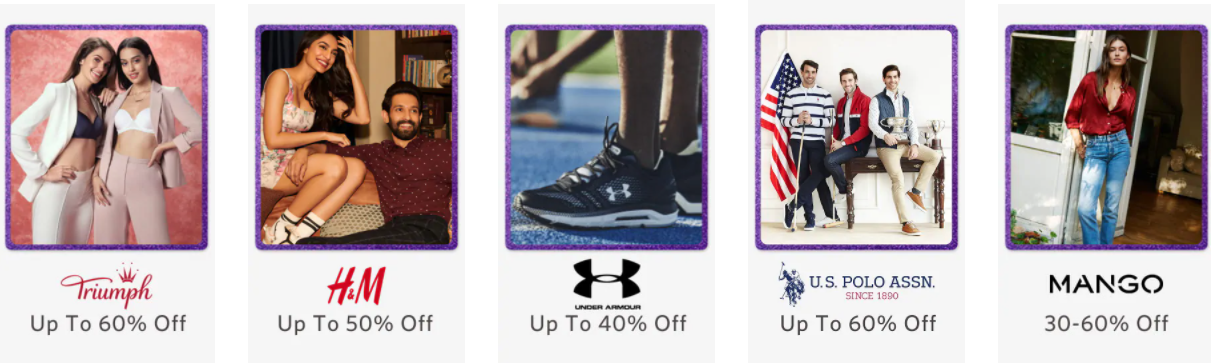 Triumph
Up To 60% Off
H&M
Up To 50% Off
UNDER ARMOUR
Up To 40% Off
U.S. POLO ASSN.
SINCE 1890
Up To 60% Off
MANGO
30-60% Off